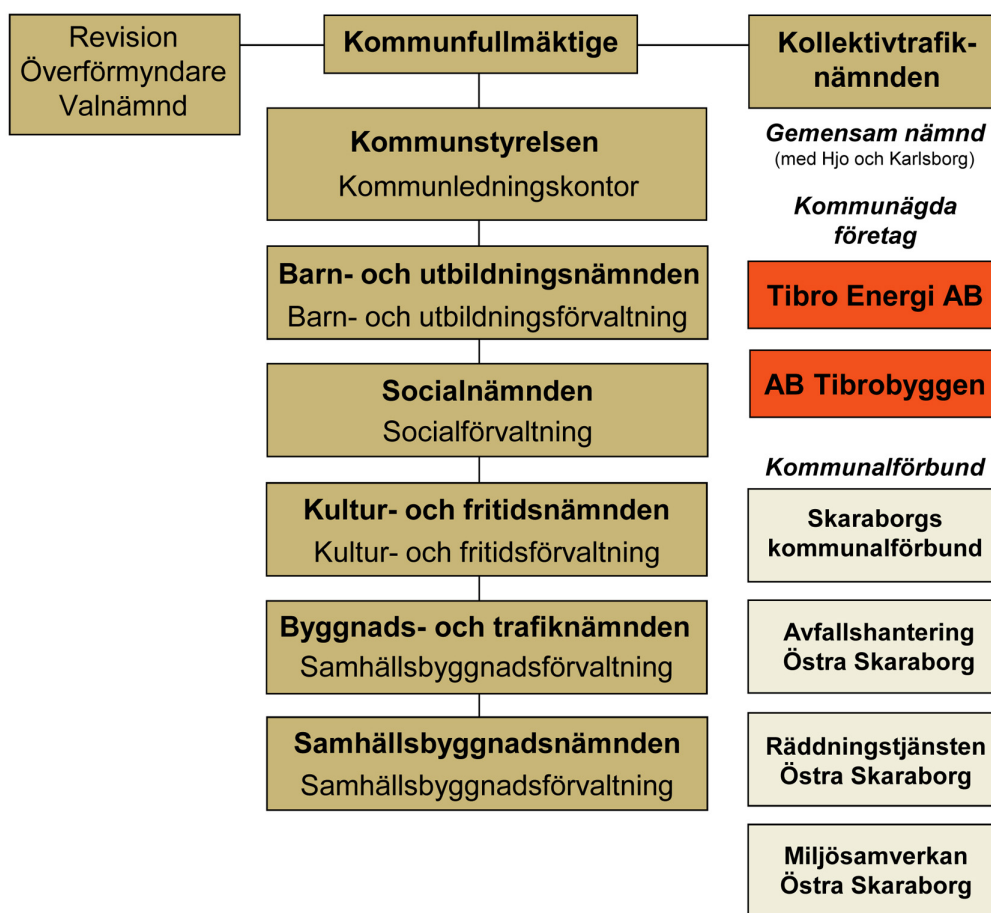 Revision
Överförmyndare
Valnämnd
Kommunfullmäktige
Kollektivtrafik-
nämnden
Gemensam nämnd
(med Hjo och Karlsborg)
Kommunstyrelsen
Kommunledningskontor
Barn- och utbildningsnämnden
Barn- och utbildningsförvaltning
Socialnämnden
Socialförvaltning
Kultur- och fritidsnämnden
Kultur- och fritidsförvaltning
Byggnads- och trafiknämnden
Samhällsbyggnadsförvaltning
Samhällsbyggnadsnämnden
Samhällsbyggnadsförvaltning
Kommunägda
företag
Tibro Energi AB
AB Tibrobyggen
Kommunalförbund
Skaraborgs
kommunalförbund
Avfallshantering
Östra Skaraborg
Räddningstjänsten
Östra Skaraborg
Miljösamverkan
Östra Skaraborg